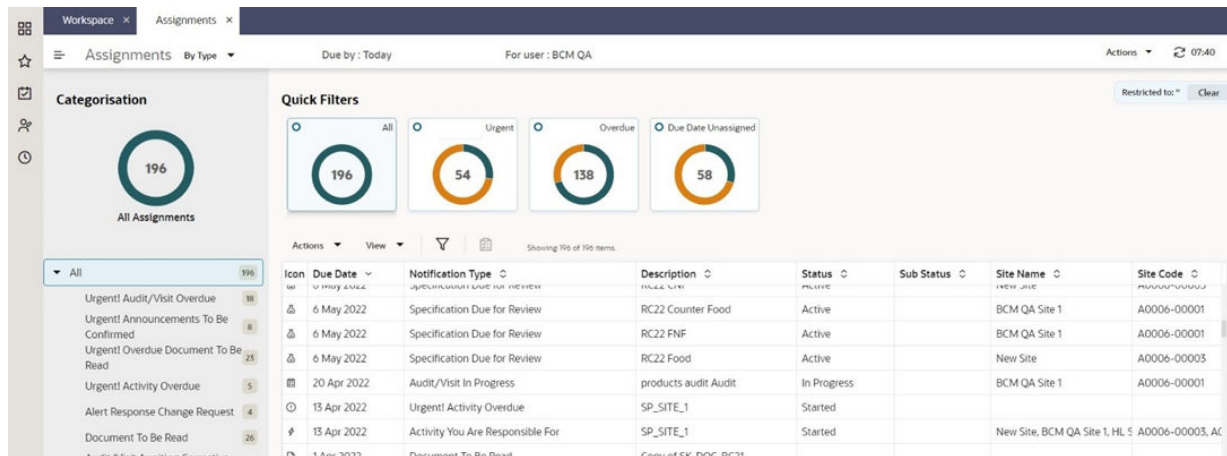 Workspace ×
Assignments ×
Assignments By Type
Due by : Today
For user : BCM QA
Actions
07:40
Restricted to: "
Clear
Categorisation
196
All Assignments
Quick Filters
All
196
Urgent
54
Overdue
138
Due Date Unassigned
58
Actions
View
Showing 196 of 196 items.
All 196
Urgent! Audit/Visit Overdue 18
Urgent! Announcements To Be
Confirmed 8
Urgent! Overdue Document To Be
Read 23
Urgent! Activity Overdue 5
Alert Response Change Request 4
Document To Be Read 26
Icon Due Date Notification Type Description Status Sub Status Site Name Site Code
6 May 2022 Specification Due for Review RC22 Counter Food Active BCM QA Site 1 A0006-00001
6 May 2022 Specification Due for Review RC22 FNF Active BCM QA Site 1 A0006-00001
6 May 2022 Specification Due for Review RC22 Food Active New Site A0006-00003
20 Apr 2022 Audit/Visit In Progress products audit Audit In Progress BCM QA Site 1 A0006-00001
13 Apr 2022 Urgent! Activity Overdue SP_SITE_1 Started
13 Apr 2022 Activity You Are Responsible For SP_SITE_1 Started New Site, BCM QA Site 1, HL S A0006-00003, A0